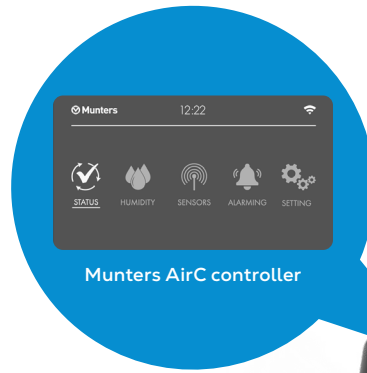 Munters 12:22
STATUS HUMIDITY SENSORS ALARMING SETTING
Munters AirC controller